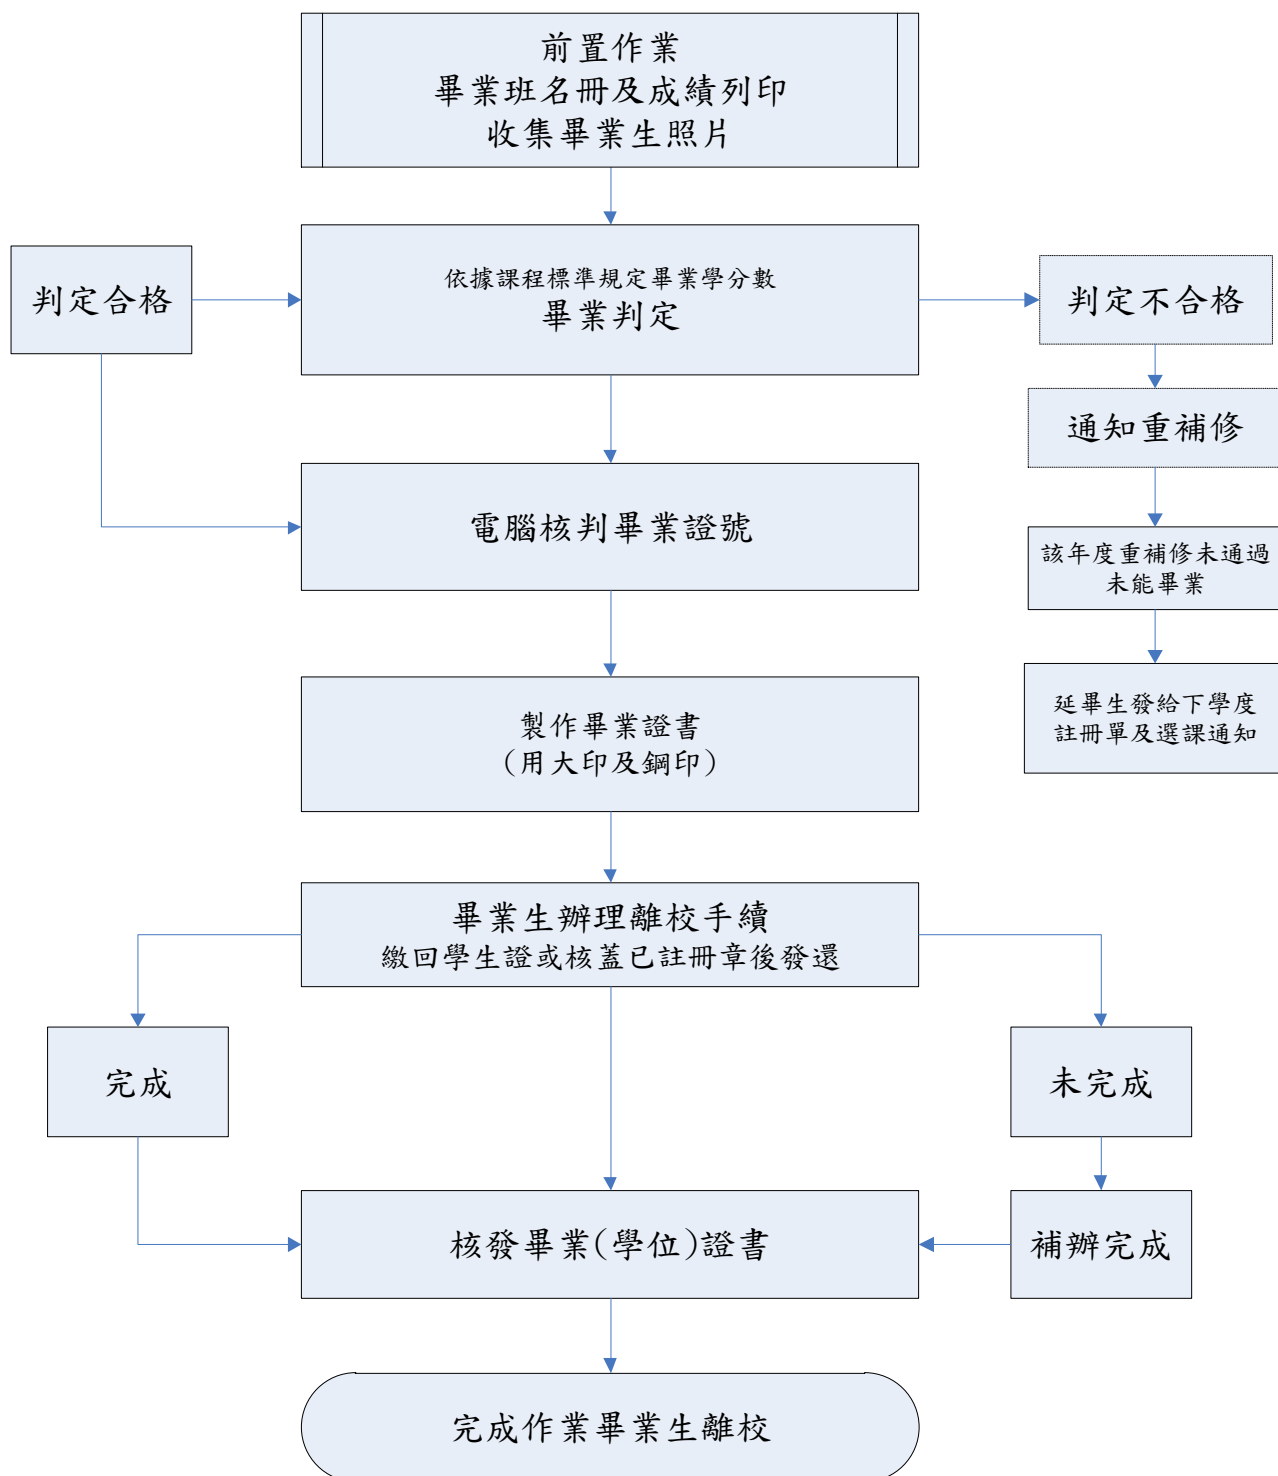 前置作業
畢業班名冊及成績列印
收集畢業生照片
判定合格
依據課程標準規定畢業學分數
畢業判定
判定不合格
通知重補修
電腦核判畢業證號
該年度重補修未通過
未能畢業
製作畢業證書
(用大印及鋼印)
延畢生發給下學度
註冊單及選課通知
畢業生辦理離校手續
繳回學生證或核蓋已註冊章後發還
完成
未完成
核發畢業(學位)證書
補辦完成
完成作業畢業生離校